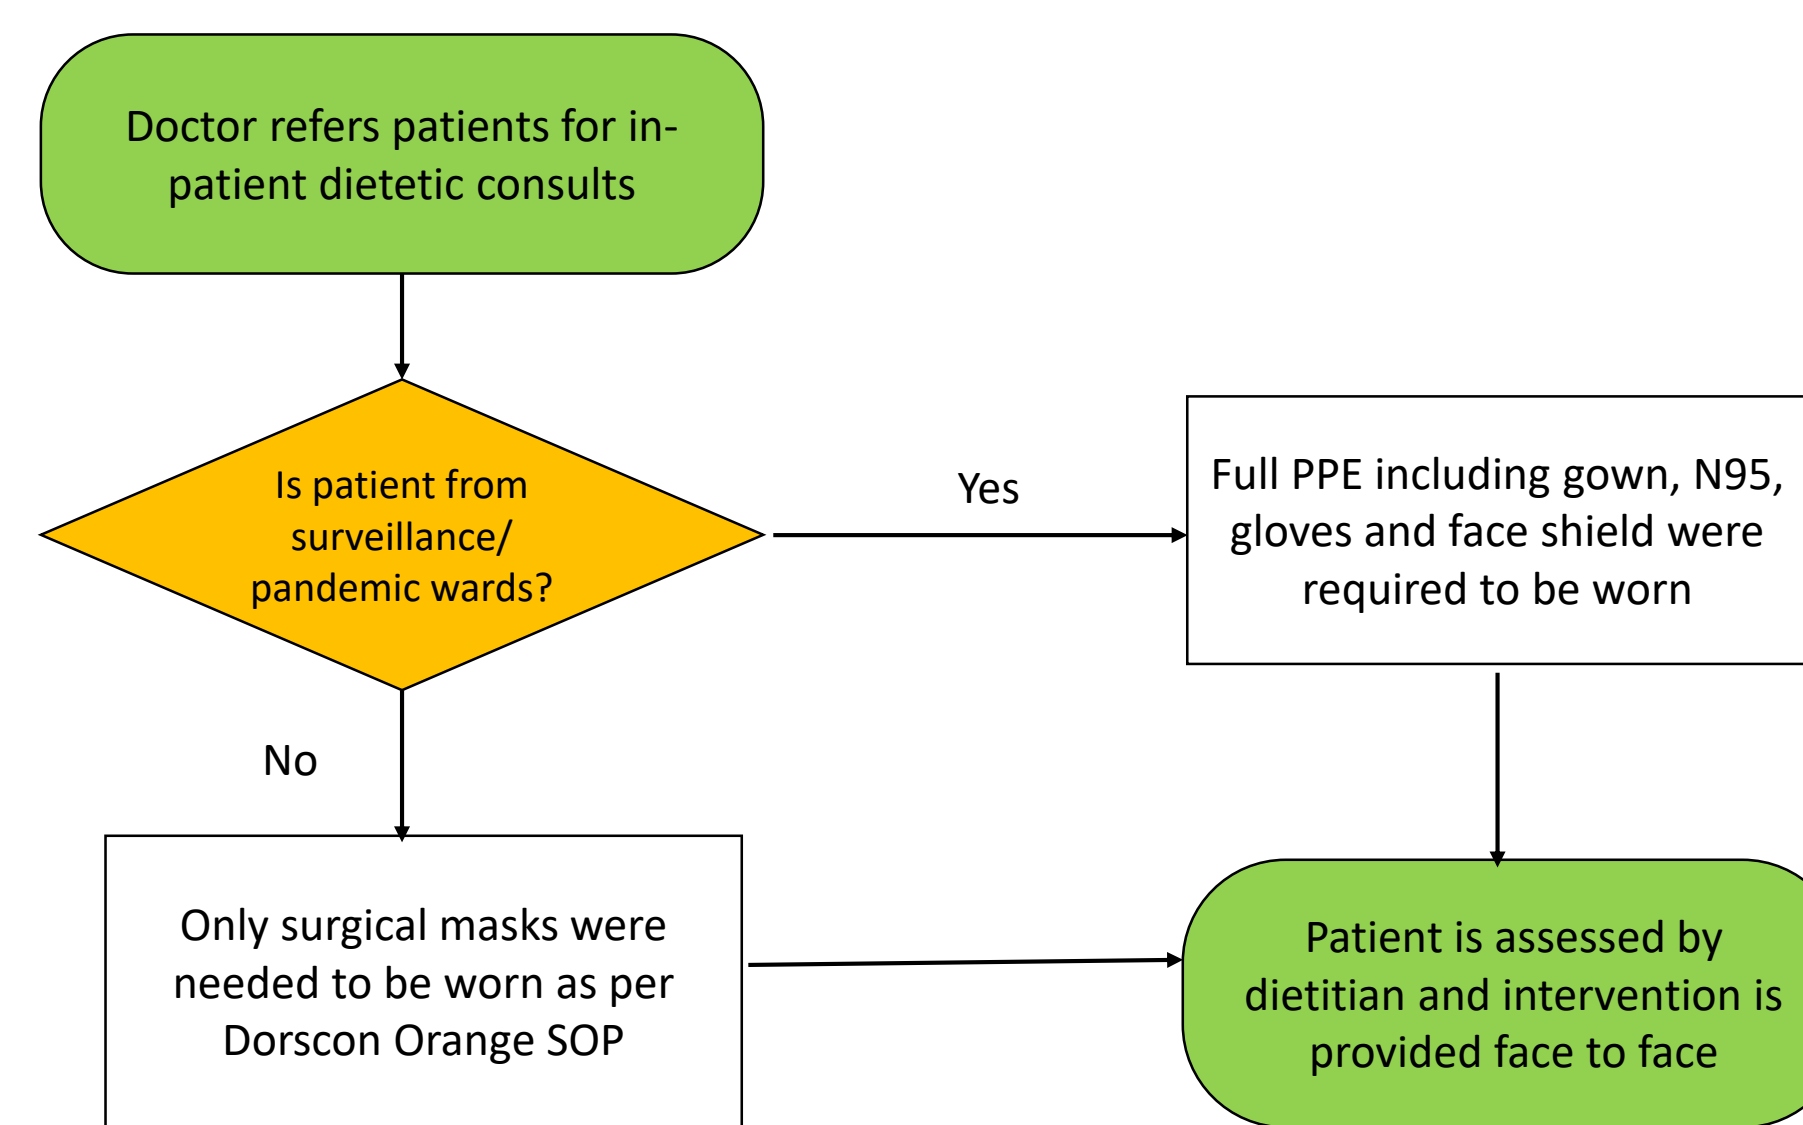 Doctor refers patients for in-
patient dietetic consults
Is patient from
surveillance/
pandemic wards?
Yes
Full PPE including gown, N95,
gloves and face shield were
required to be worn
No
Only surgical masks were
needed to be worn as per
Dorscon Orange SOP
Patient is assessed by
dietitian and intervention is
provided face to face